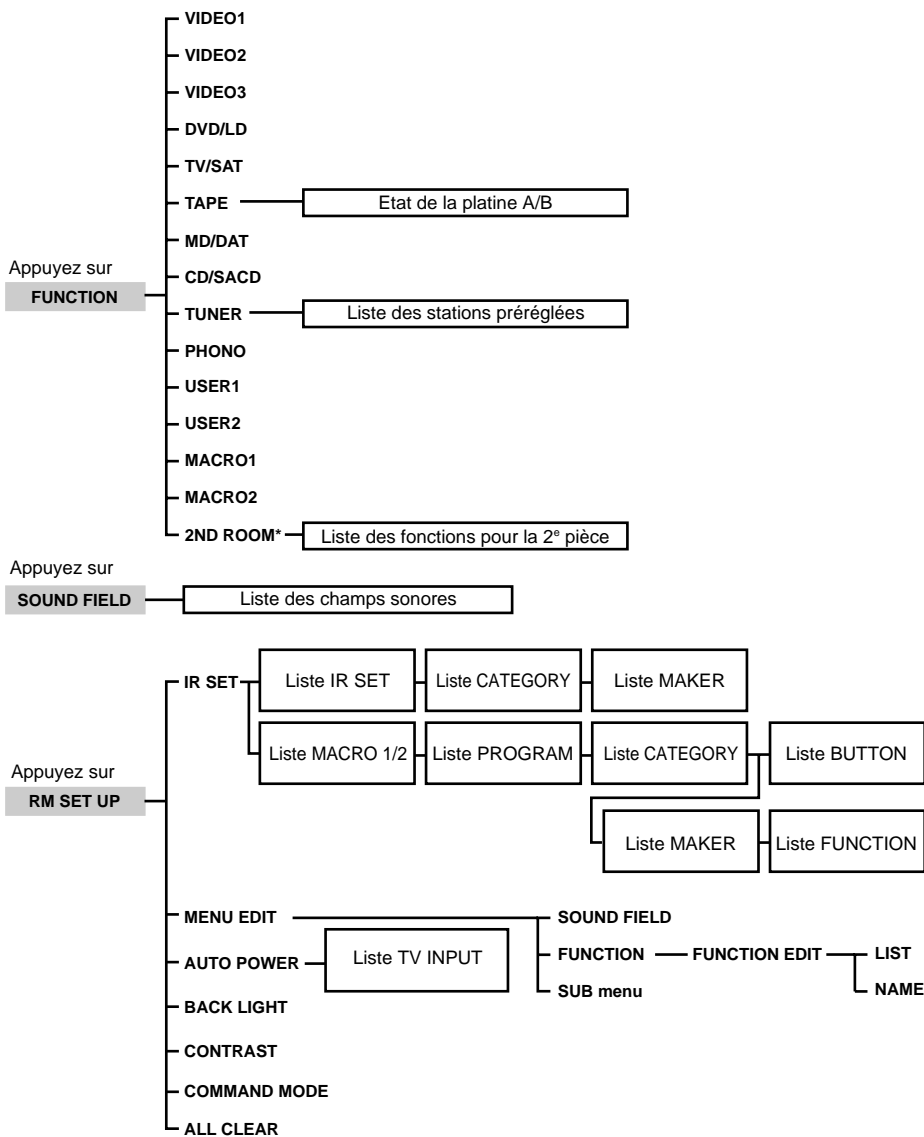 VIDEO1
VIDEO2
VIDEO3
DVD/LD
TV/SAT
TAPE Etat de la platine A/B
MD/DAT
Appuyez sur
CD/SACD
FUNCTION
TUNER Liste des stations préréglées
PHONO
USER1
USER2
MACRO1
MACRO2
2ND ROOM* Liste des fonctions pour la 2e pièce
Appuyez sur
SOUND FIELD Liste des champs sonores
IR SET Liste IR SET Liste CATEGORY Liste MAKER
Liste MACRO 1/2 Liste PROGRAM Liste CATEGORY Liste BUTTON
Appuyez sur
RM SET UP
Liste MAKER Liste FUNCTION
MENU EDIT SOUND FIELD
AUTO POWER Liste TV INPUT FUNCTION FUNCTION EDIT LIST
SUB menu NAME
BACK LIGHT
CONTRAST
COMMAND MODE
ALL CLEAR